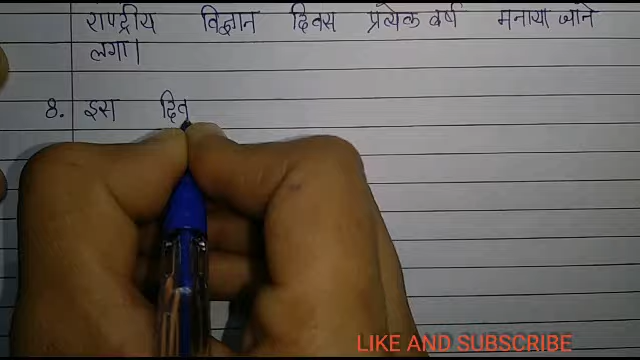 राष्ट्रीय विज्ञान दिवस प्रत्येक वर्ष मनाया जाने
लगा।
8. इस दिव
LIKE AND SUBSCRIBE